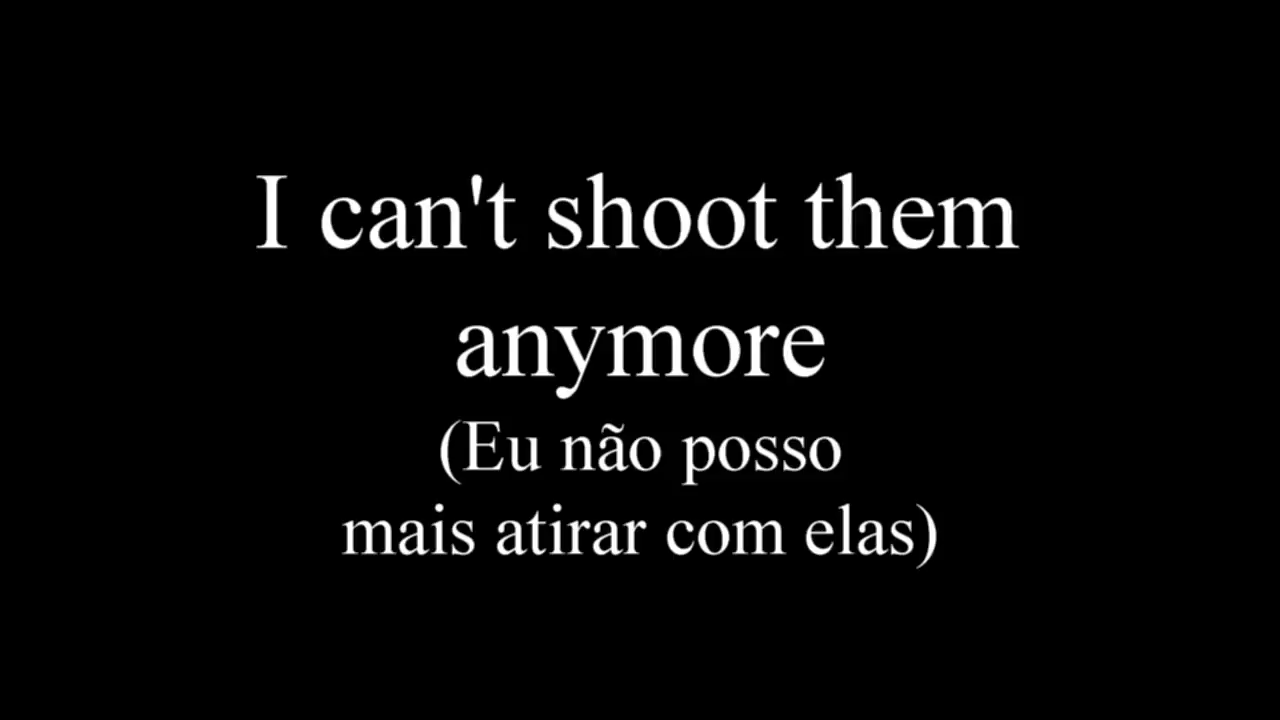 I can't shoot them
anymore
(Eu não posso
mais atirar com elas)